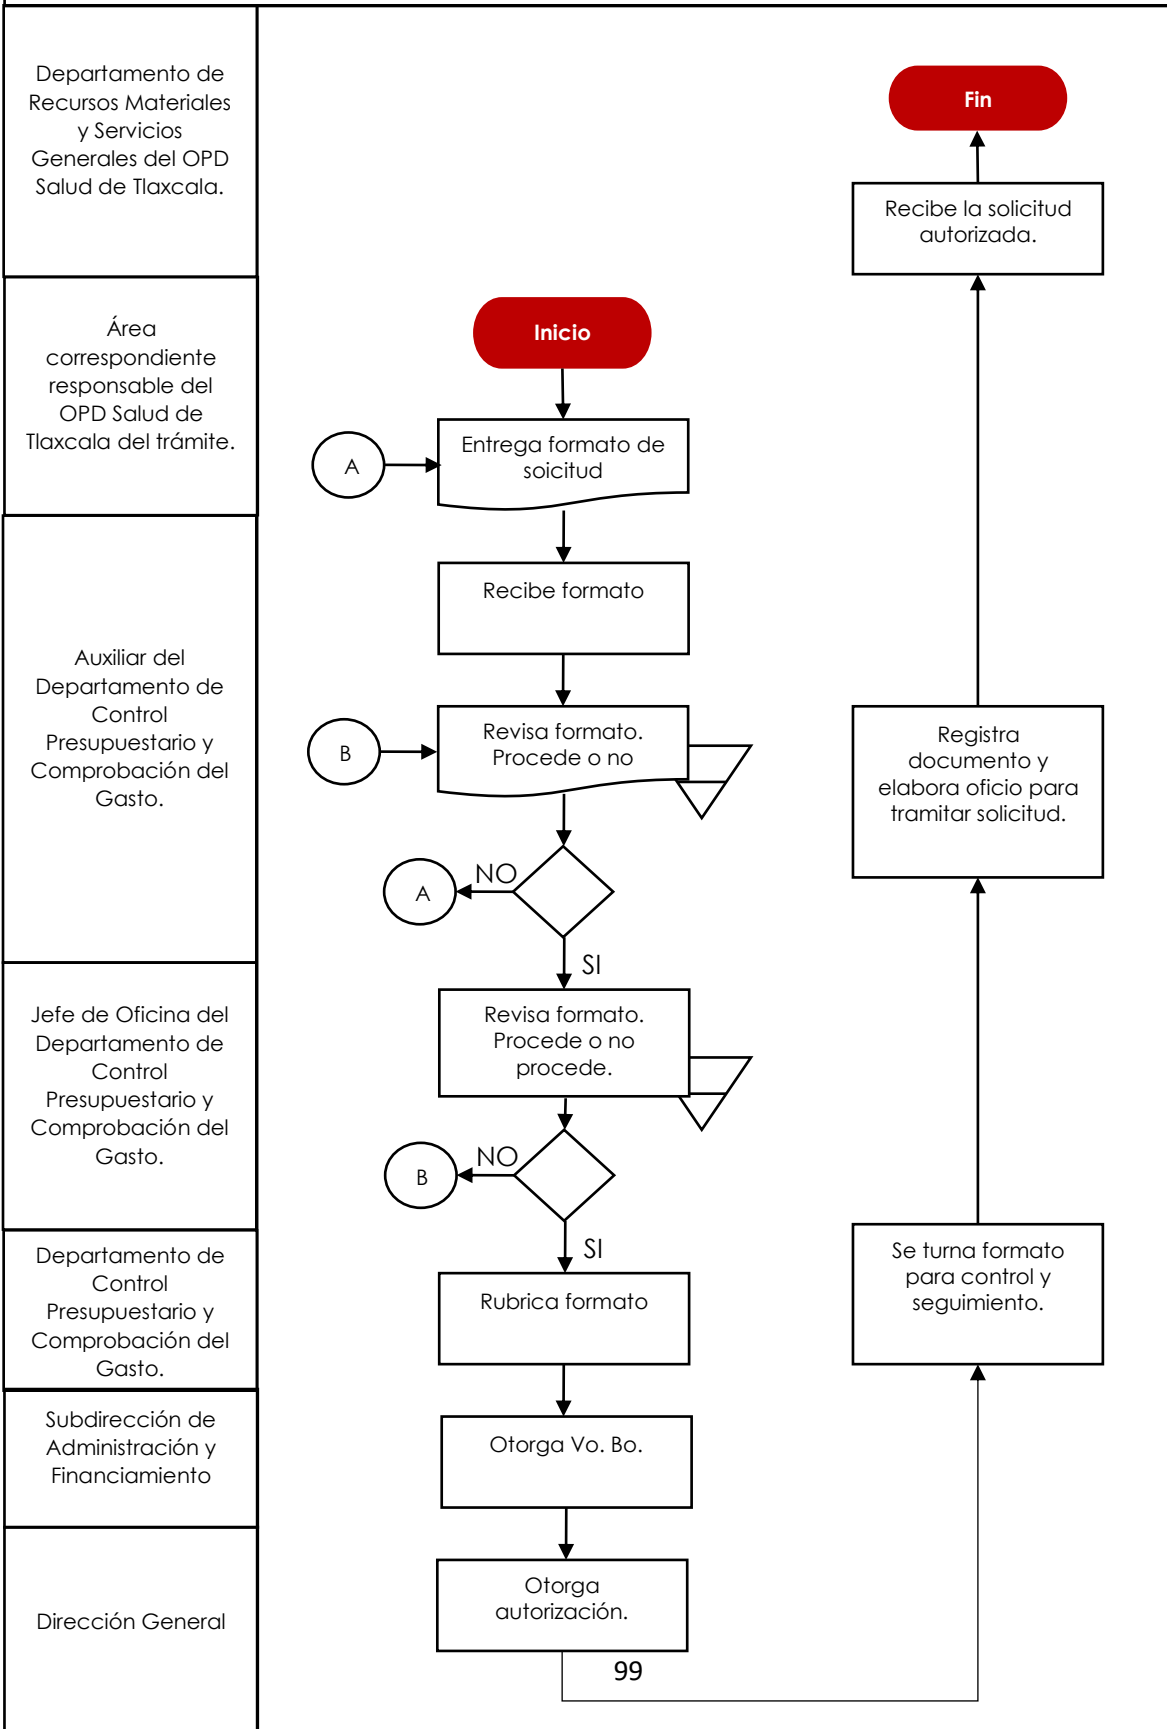 Departamento de
Recursos Materiales
y Servicios
Generales del OPD
Salud de Tlaxcala.
Fin
Recibe la solicitud
autorizada.
Área
correspondiente
responsable del
OPD Salud de
Tlaxcala del trámite.
Inicio
A
Entrega formato de
soicitud
Auxiliar del
Departamento de
Control
Presupuestario y
Comprobación del
Gasto.
Recibe formato
B
Revisa formato.
Procede o no
NO
A
SI
Registra
documento y
elabora oficio para
tramitar solicitud.
Jefe de Oficina del
Departamento de
Control
Presupuestario y
Comprobación del
Gasto.
Revisa formato.
Procede o no
procede.
NO
B
SI
Departamento de
Control
Presupuestario y
Comprobación del
Gasto.
Rubrica formato
Se turna formato
para control y
seguimiento.
Subdirección de
Administración y
Financiamiento
Otorga Vo. Bo.
Dirección General
Otorga
autorización.
99